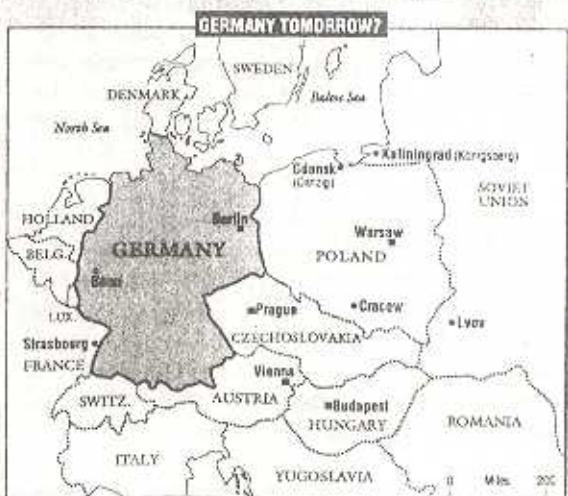 GERMANY TOMORROW?
SWEDEN
DENMARK
Baltic Sea
North Sea
Kaliningrad (Königsberg)
Gdansk
(Danzig)
SOVIET
UNION
HOLLAND
Berlin
Warsaw
BELG.
GERMANY
POLAND
Bonn
LUX.
Prague
Cracow
Lvov
CZECHOSLOVAKIA
Strasbourg
FRANCE
Vienna
SWITZ.
AUSTRIA
Budapest
HUNGARY
ROMANIA
ITALY
YUGOSLAVIA
0 Miles 200